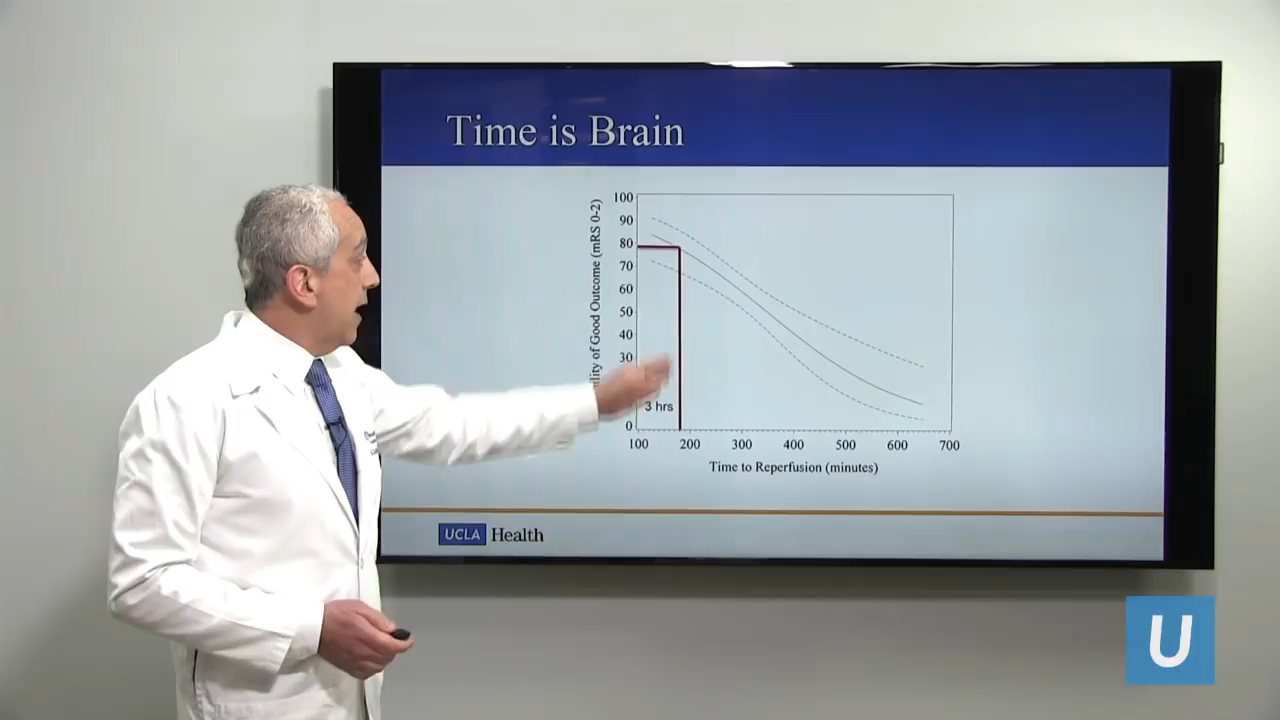 Time is Brain
100
90
80
70
60
50
40
30
0
of Good Outcome (mRS 0-2)
3 hrs
100 200 300 400 500 600 700
Time to Reperfusion (minutes)
UCLA Health
U